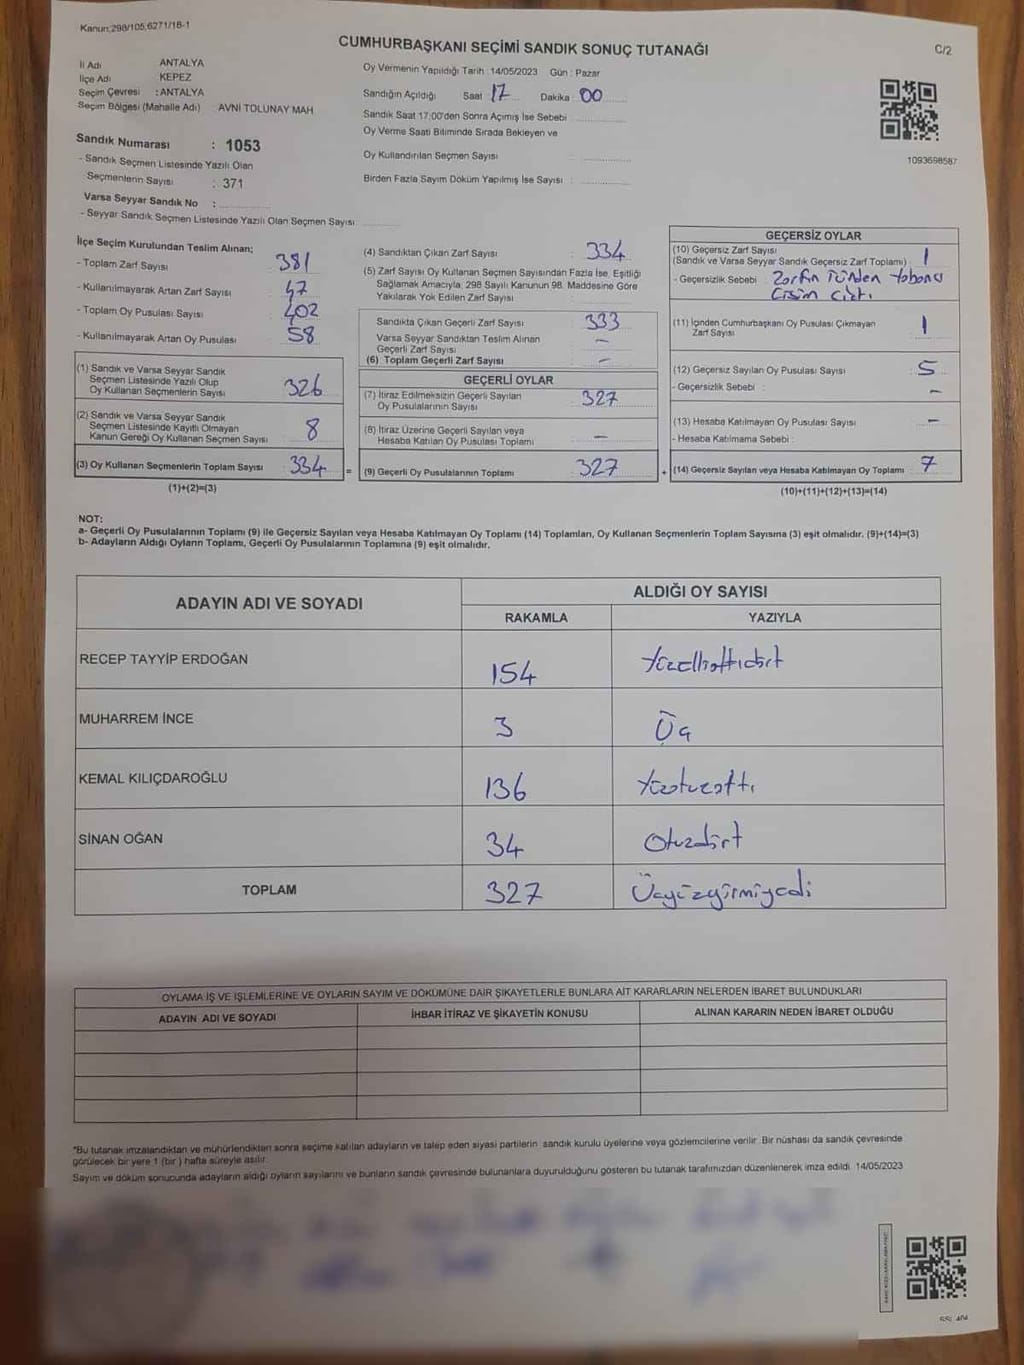 Kanun:298/105,6271/18-1
CUMHURBAŞKANI SEÇİMİ SANDIK SONUÇ TUTANAĞI
C/2
İl Adı ANTALYA
İlçe Adı KEPEZ
Seçim Çevresi : ANTALYA
Seçim Bölgesi (Mahalle Adı) : AVNİ TOLUNAY MAH
Sandık Numarası : 1053
- Sandık Seçmen Listesinde Yazılı Olan
Seçmenlerin Sayısı : 371
Varsa Seyyar Sandık No :
- Seyyar Sandık Seçmen Listesinde Yazılı Olan Seçmen Sayısı
Oy Vermenin Yapıldığı Tarih : 14/05/2023 Gün : Pazar
Sandığın Açıldığı Saat 17 Dakika 00
Sandık Saat 17:00'den Sonra Açımış İse Sebebi
Oy Verme Saati Bitiminde Sırada Bekleyen ve
Oy Kullandırılan Seçmen Sayısı :
Birden Fazla Sayım Döküm Yapılmış İse Sayısı :
1093698587
İlçe Seçim Kurulundan Teslim Alınan;
- Toplam Zarf Sayısı 381
- Kullanılmayarak Artan Zarf Sayısı 47
- Toplam Oy Pusulası Sayısı 402
- Kullanılmayarak Artan Oy Pusulası 58
(1) Sandık ve Varsa Seyyar Sandık
Seçmen Listesinde Yazılı Olup
Oy Kullanan Seçmenlerin Sayısı 326
(2) Sandık ve Varsa Seyyar Sandık
Seçmen Listesinde Kayıtlı Olmayan
Kanun Gereği Oy Kullanan Seçmen Sayısı 8
(3) Oy Kullanan Seçmenlerin Toplam Sayısı 334 =
(1)+(2)=(3)
(4) Sandıktan Çıkan Zarf Sayısı : 334
(5) Zarf Sayısı Oy Kullanan Seçmen Sayısından Fazla İse, Eşitliği
Sağlamak Amacıyla, 298 Sayılı Kanunun 98. Maddesine Göre
Yakılarak Yok Edilen Zarf Sayısı :
Sandıkta Çıkan Geçerli Zarf Sayısı : 333
Varsa Seyyar Sandıktan Teslim Alınan
Geçerli Zarf Sayısı : –
(6) Toplam Geçerli Zarf Sayısı : –
GEÇERLİ OYLAR
(7) İtiraz Edilmeksizin Geçerli Sayılan
Oy Pusulalarının Sayısı : 327
(8) İtiraz Üzerine Geçerli Sayılan veya
Hesaba Katılan Oy Pusulası Toplamı : –
(9) Geçerli Oy Pusulalarının Toplamı : 327 +
GEÇERSİZ OYLAR
(10) Geçersiz Zarf Sayısı
(Sandık ve Varsa Seyyar Sandık Geçersiz Zarf Toplamı) : 1
- Geçersizlik Sebebi : Zarfın içinden yabancı
cisim çıktı
(11) İçinden Cumhurbaşkanı Oy Pusulası Çıkmayan
Zarf Sayısı : 1
(12) Geçersiz Sayılan Oy Pusulası Sayısı : 5
- Geçersizlik Sebebi : –
(13) Hesaba Katılmayan Oy Pusulası Sayısı : –
- Hesaba Katılmama Sebebi :
(14) Geçersiz Sayılan veya Hesaba Katılmayan Oy Toplamı : 7
(10)+(11)+(12)+(13)=(14)
NOT:
a- Geçerli Oy Pusulalarının Toplamı (9) ile Geçersiz Sayılan veya Hesaba Katılmayan Oy Toplamı (14) Toplamları, Oy Kullanan Seçmenlerin Toplam Sayısına (3) eşit olmalıdır. (9)+(14)=(3)
b- Adayların Aldığı Oyların Toplamı, Geçerli Oy Pusulalarının Toplamına (9) eşit olmalıdır.
ADAYIN ADI VE SOYADI
ALDIĞI OY SAYISI
RAKAMLA YAZIYLA
RECEP TAYYİP ERDOĞAN 154 Yüzellidört
MUHARREM İNCE 3 Üç
KEMAL KILIÇDAROĞLU 136 Yüzotuzaltı
SİNAN OĞAN 34 Otuzdört
TOPLAM 327 Üçyüzyirmiyedi
OYLAMA İŞ VE İŞLEMLERİNE VE OYLARIN SAYIM VE DÖKÜMÜNE DAİR ŞİKAYETLERLE BUNLARA AİT KARARLARIN NELERDEN İBARET BULUNDUKLARI
ADAYIN ADI VE SOYADI İHBAR İTİRAZ VE ŞİKAYETİN KONUSU ALINAN KARARIN NEDEN İBARET OLDUĞU
*Bu tutanak imzalandıktan ve mühürlendikten sonra seçime katılan adayların ve talep eden siyasi partilerin sandık kurulu üyelerine veya gözlemcilerine verilir. Bir nüshası da sandık çevresinde
görülecek bir yere 1 (bir ) hafta süreyle asılır.
Sayım ve döküm sonucunda adayların aldığı oyların sayılarını ve bunların sandık çevresinde bulunanlara duyurulduğunu gösteren bu tutanak tarafımızdan düzenlenerek imza edildi. 14/05/2023